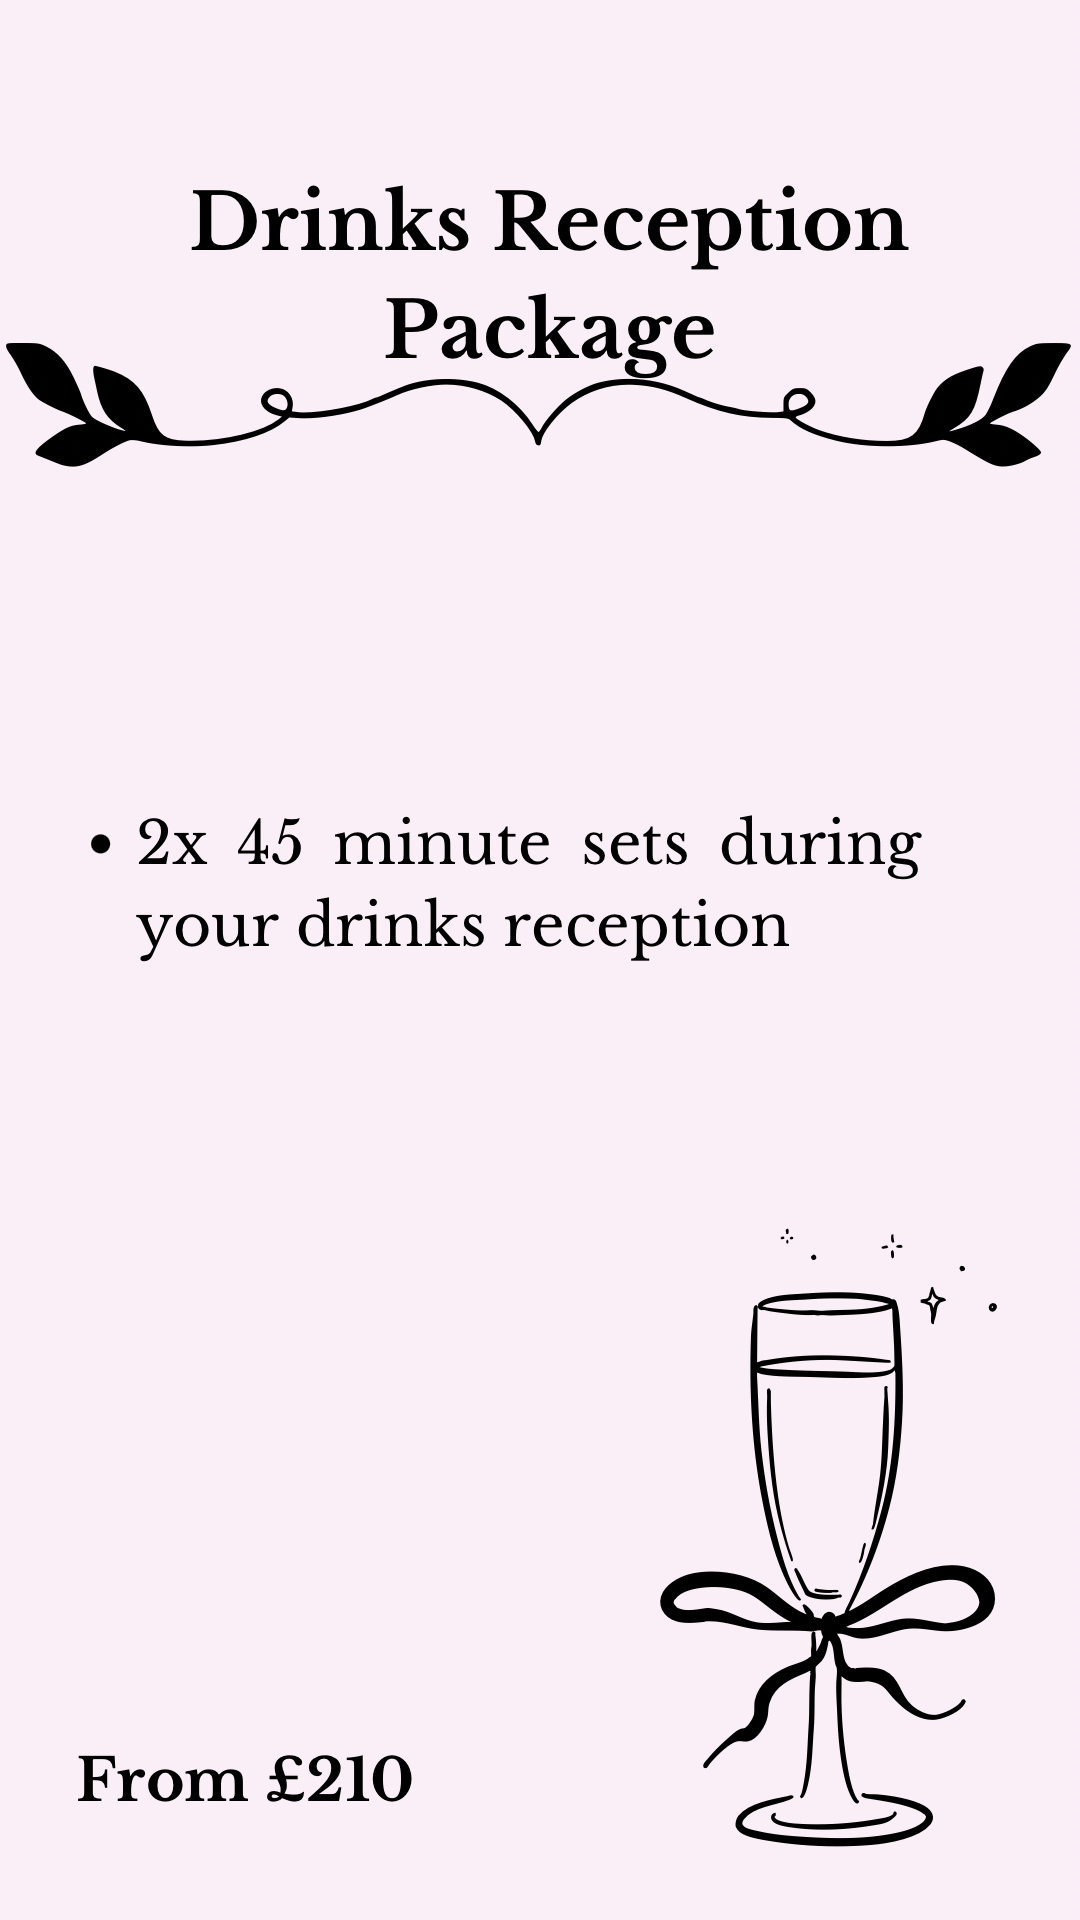 Drinks Reception
Package
• 2x 45 minute sets during
your drinks reception
From £210